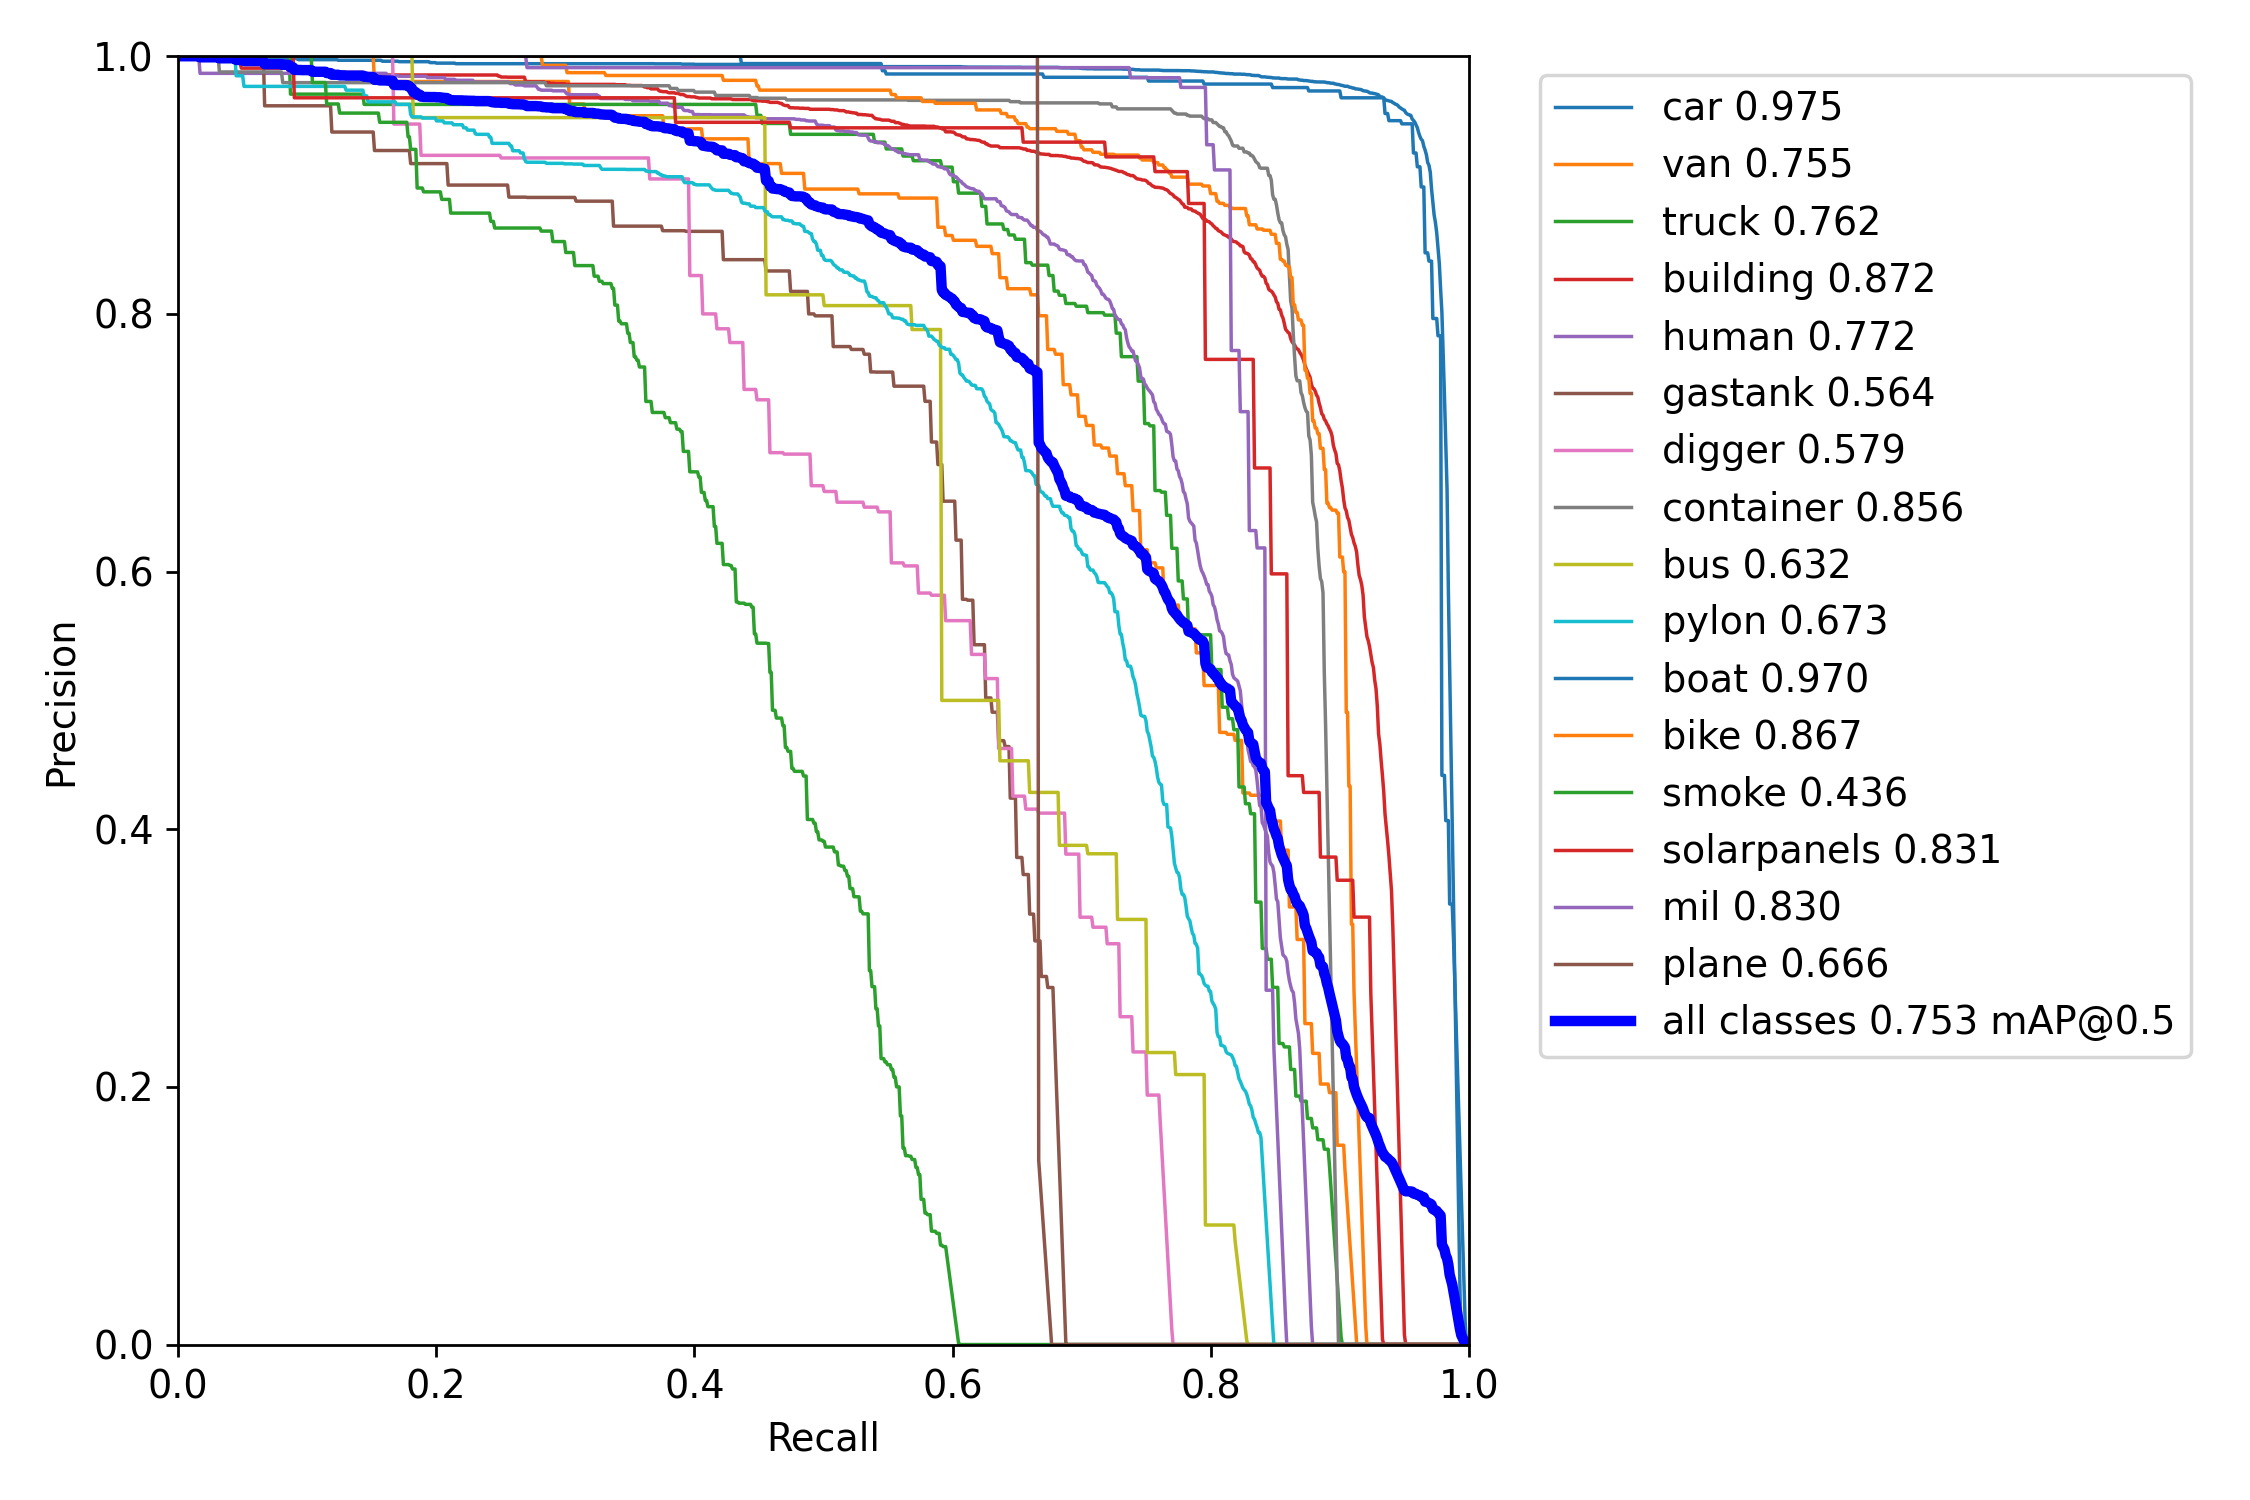 1.0
0.8
0.6
0.4
0.2
0.0
Precision
0.0 0.2 0.4 0.6 0.8 1.0
Recall
car 0.975
van 0.755
truck 0.762
building 0.872
human 0.772
gastank 0.564
digger 0.579
container 0.856
bus 0.632
pylon 0.673
boat 0.970
bike 0.867
smoke 0.436
solarpanels 0.831
mil 0.830
plane 0.666
all classes 0.753 mAP@0.5